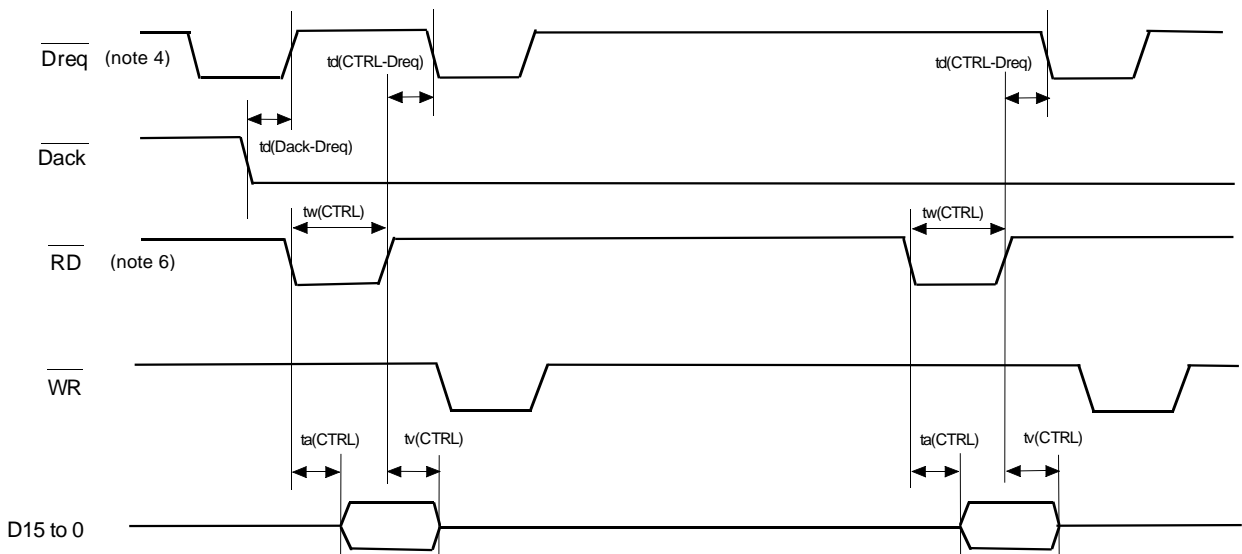 Dreq (note 4)
td(CTRL-Dreq)
td(CTRL-Dreq)
td(Dack-Dreq)
Dack
tw(CTRL)
tw(CTRL)
RD (note 6)
WR
ta(CTRL)
tv(CTRL)
ta(CTRL)
tv(CTRL)
D15 to 0